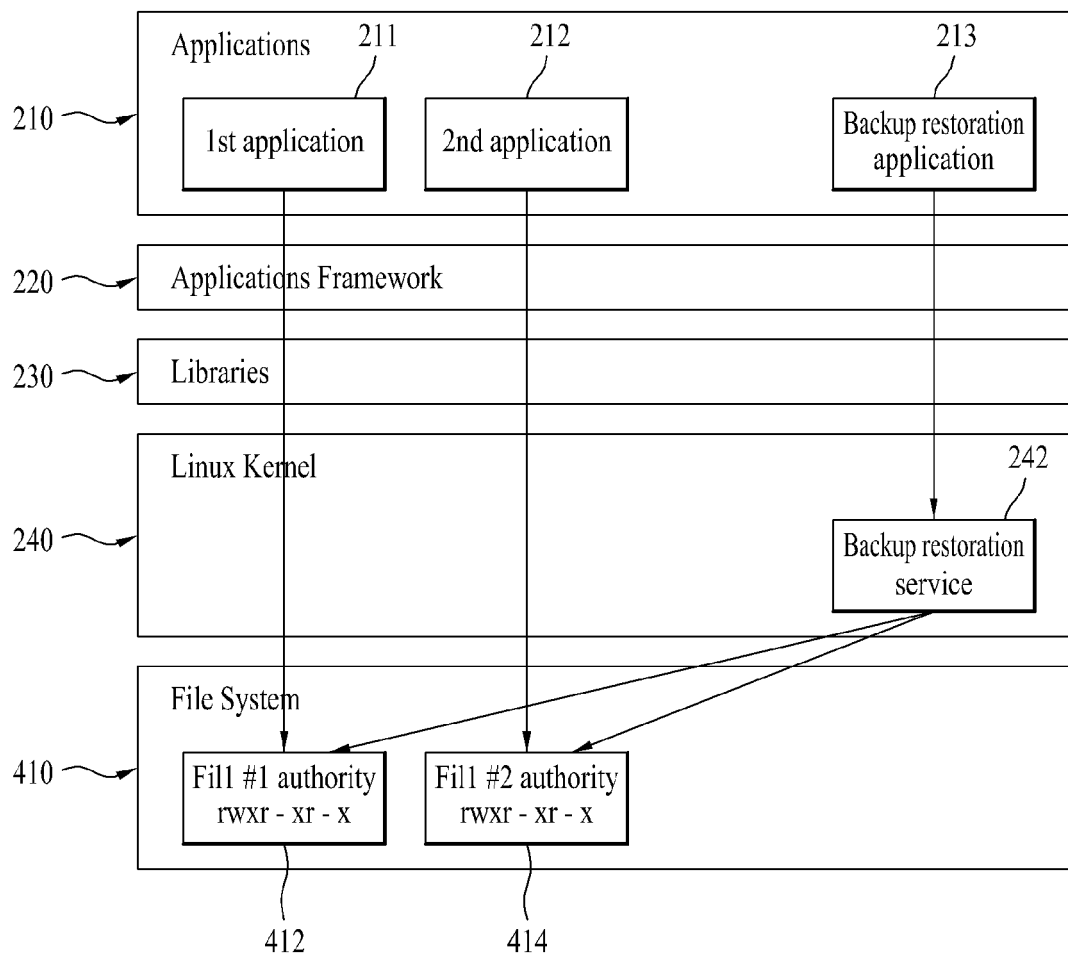 Applications
211
212
213
210
1st application
2nd application
Backup restoration
application
220
Applications Framework
230
Libraries
Linux Kernel
242
240
Backup restoration
service
File System
410
Fil1 #1 authority
rwxr - xr - x
Fil1 #2 authority
rwxr - xr - x
412
414